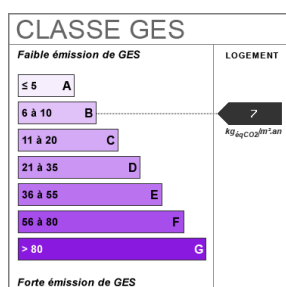 CLASSE GES
Faible émission de GES
LOGEMENT
≤ 5 A
6 à 10 B
7
kgéqCO2/m².an
11 à 20 C
21 à 35 D
36 à 55 E
56 à 80 F
> 80 G
Forte émission de GES